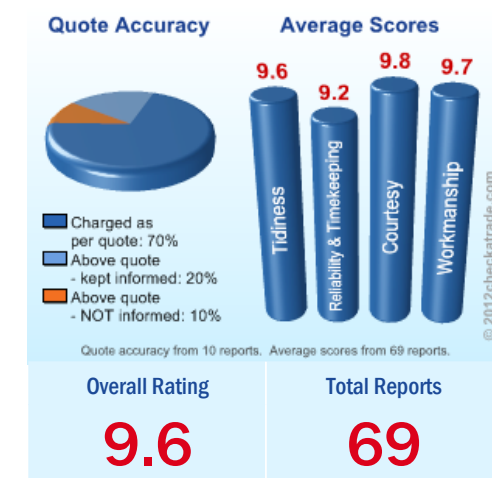 Quote Accuracy
Average Scores
9.6
9.2
9.8
9.7
Tidiness
Reliability & Timekeeping
Courtesy
Workmanship
Charged as
per quote: 70%
Above quote
- kept informed: 20%
Above quote
- NOT informed: 10%
© 2012checkatrade.com
Quote accuracy from 10 reports. Average scores from 69 reports.
Overall Rating
Total Reports
9.6
69